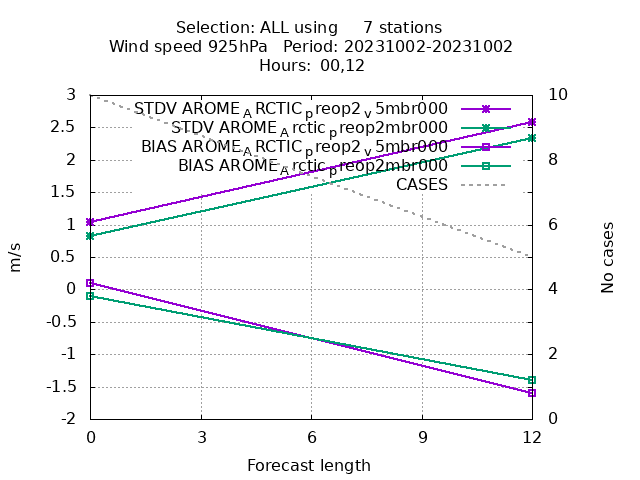 Selection: ALL using     7 stations
Wind speed 925hPa   Period: 20231002-20231002
Hours: 00,12
3
2.5
2
1.5
1
0.5
0
-0.5
-1
-1.5
-2
10
8
6
4
2
0
0 3 6 9 12
m/s
No cases
Forecast length
STDV AROME_ARCTIC_preop2_v5mbr000
STDV AROME_Arctic_preop2mbr000
BIAS AROME_ARCTIC_preop2_v5mbr000
BIAS AROME_Arctic_preop2mbr000
CASES